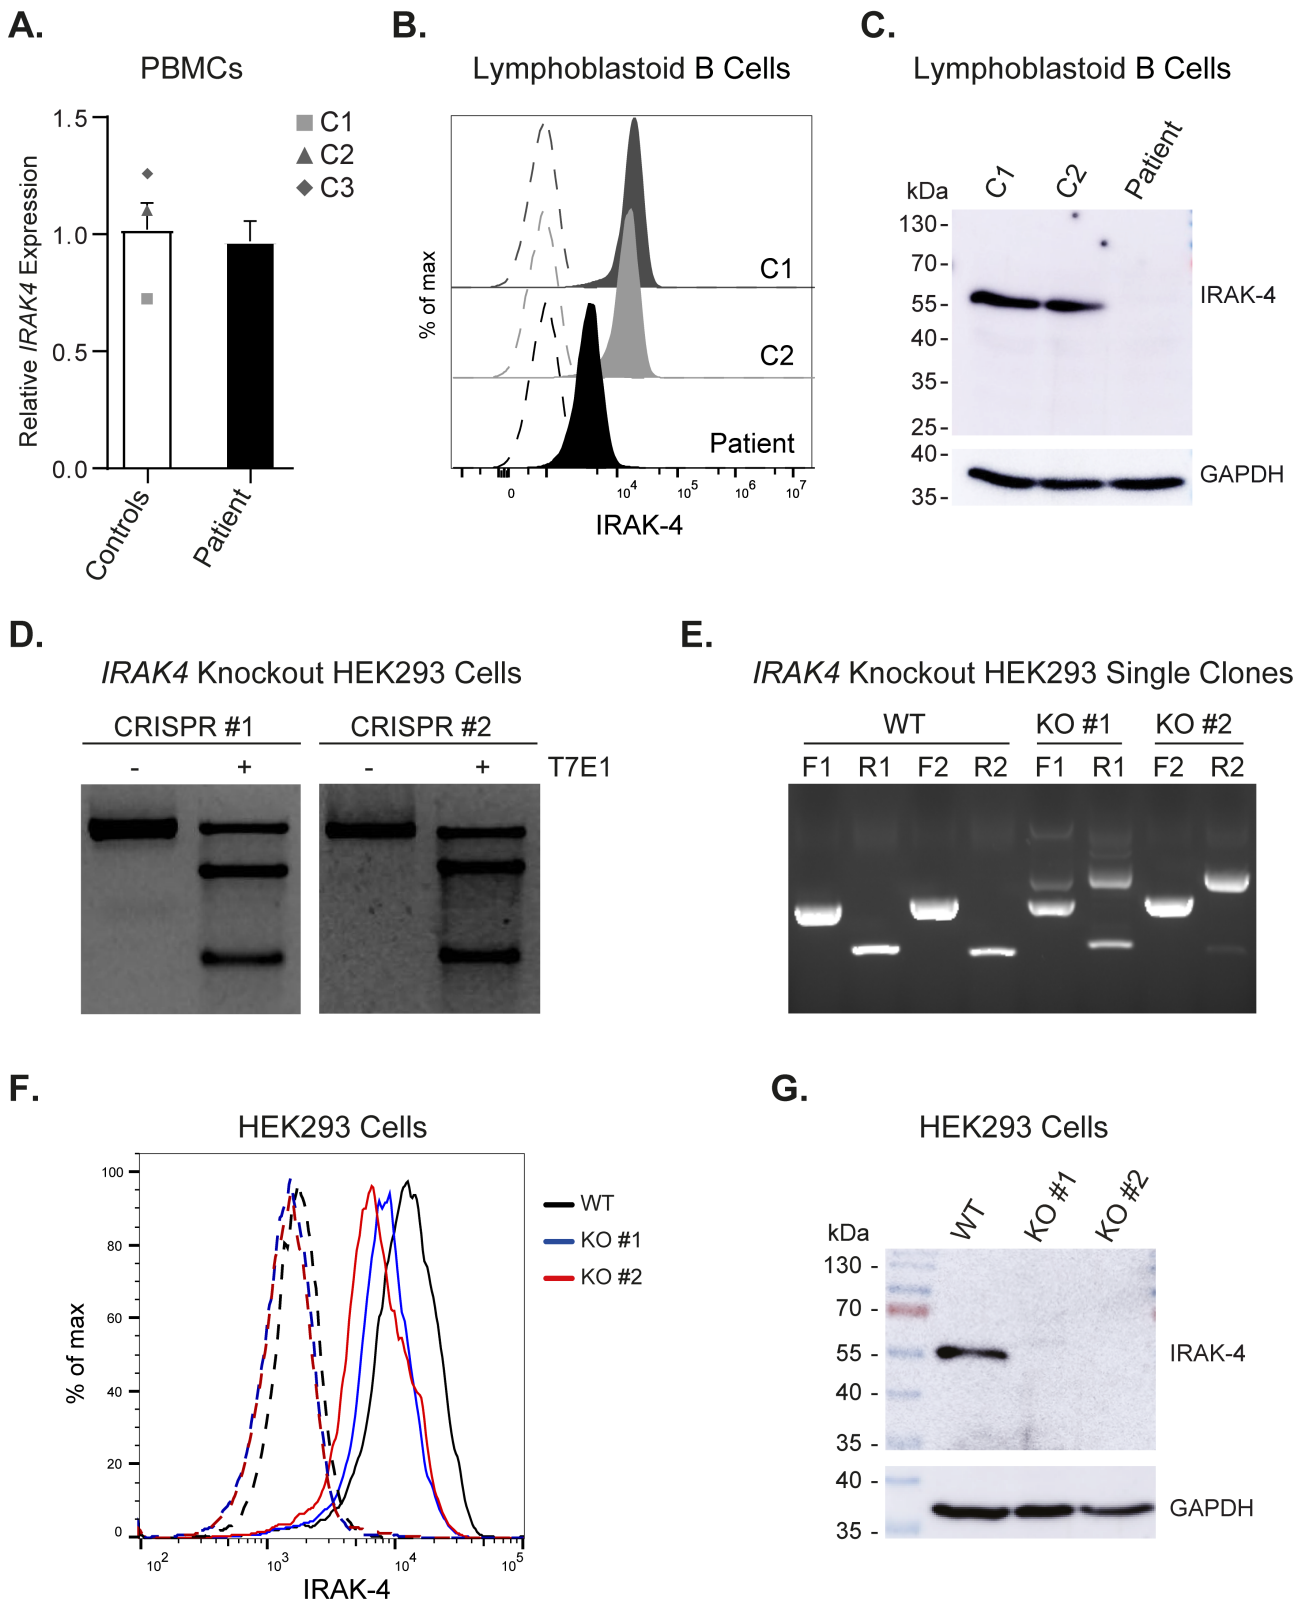 A.
PBMCs
Relative IRAK4 Expression
1.5
1.0
0.5
0.0
C1
C2
C3
Controls
Patient
B.
Lymphoblastoid B Cells
% of max
C1
C2
Patient
0
10^4
10^5
10^6
10^7
IRAK-4
C.
Lymphoblastoid B Cells
kDa
C1
C2
Patient
130-
70-
55-
40-
35-
25-
IRAK-4
40-
35-
GAPDH
D.
IRAK4 Knockout HEK293 Cells
CRISPR #1
CRISPR #2
- + - + T7E1
E.
IRAK4 Knockout HEK293 Single Clones
WT KO #1 KO #2
F1 R1 F2 R2 F1 R1 F2 R2
F.
HEK293 Cells
% of max
100
80
60
40
20
0
10^2
10^3
10^4
10^5
IRAK-4
WT
KO #1
KO #2
G.
HEK293 Cells
kDa
WT
KO #1
KO #2
130 -
70 -
55 -
40 -
35 -
IRAK-4
40 -
35 -
GAPDH